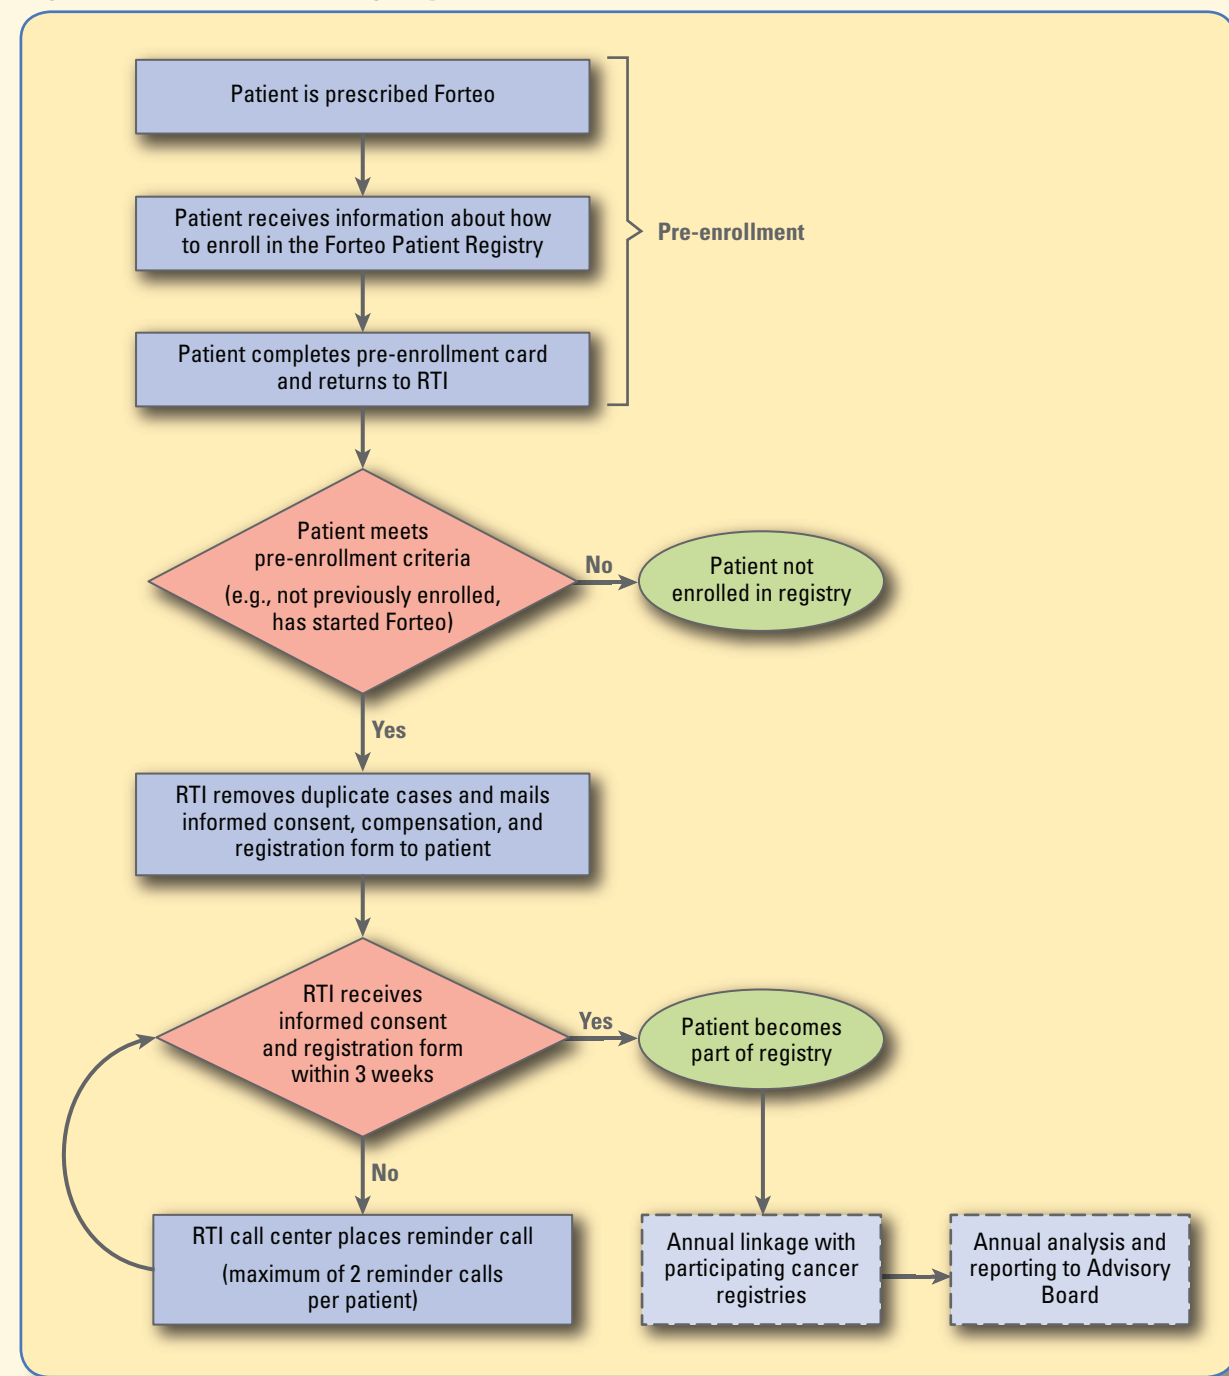 Patient is prescribed Forteo
Patient receives information about how
to enroll in the Forteo Patient Registry
Pre-enrollment
Patient completes pre-enrollment card
and returns to RTI
Patient meets
pre-enrollment criteria
(e.g., not previously enrolled,
has started Forteo)
No
Patient not
enrolled in registry
Yes
RTI removes duplicate cases and mails
informed consent, compensation, and
registration form to patient
RTI receives
informed consent
and registration form
within 3 weeks
Yes
Patient becomes
part of registry
No
RTI call center places reminder call
(maximum of 2 reminder calls
per patient)
Annual linkage with
participating cancer
registries
Annual analysis and
reporting to Advisory
Board